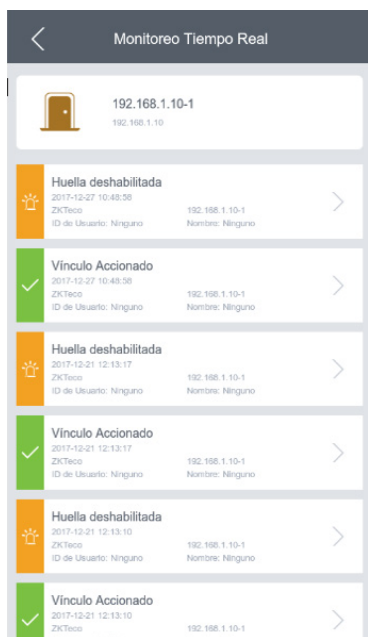 Monitoreo Tiempo Real
192.168.1.10-1
192.168.1.10
Huella deshabilitada
2017-12-27 10:48:58
ZKTeco 192.168.1.10-1
ID de Usuario: Ninguno Nombre: Ninguno
Vínculo Accionado
2017-12-27 10:48:58
ZKTeco 192.168.1.10-1
ID de Usuario: Ninguno Nombre: Ninguno
Huella deshabilitada
2017-12-21 12:13:17
ZKTeco 192.168.1.10-1
ID de Usuario: Ninguno Nombre: Ninguno
Vínculo Accionado
2017-12-21 12:13:17
ZKTeco 192.168.1.10-1
ID de Usuario: Ninguno Nombre: Ninguno
Huella deshabilitada
2017-12-21 12:13:10
ZKTeco 192.168.1.10-1
ID de Usuario: Ninguno Nombre: Ninguno
Vínculo Accionado
2017-12-21 12:13:10
ZKTeco 192.168.1.10-1